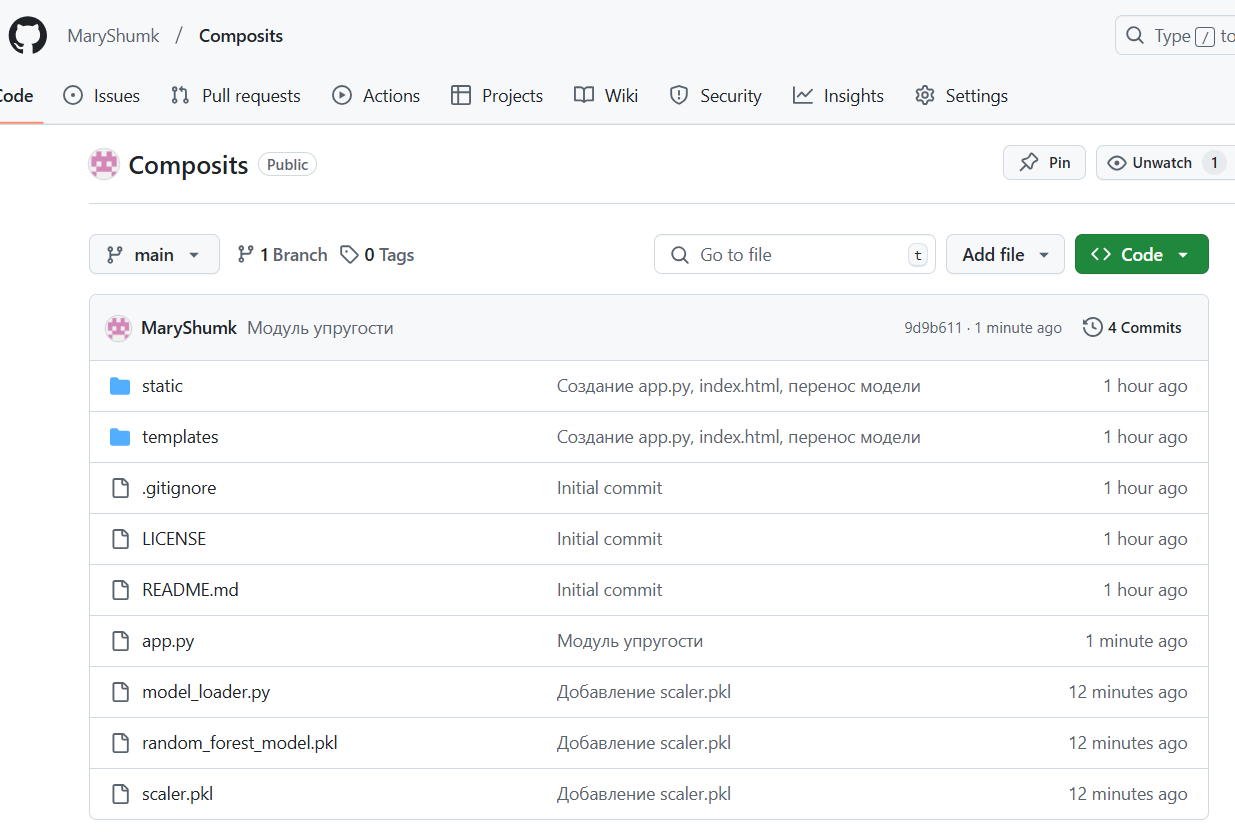 MaryShumk / Composits
Type / to
Code Issues Pull requests Actions Projects Wiki Security Insights Settings
Composits Public
Pin Unwatch 1
main 1 Branch 0 Tags Go to file t Add file Code
MaryShumk Модуль упругости 9d9b611 · 1 minute ago 4 Commits
static Создание app.py, index.html, перенос модели 1 hour ago
templates Создание app.py, index.html, перенос модели 1 hour ago
.gitignore Initial commit 1 hour ago
LICENSE Initial commit 1 hour ago
README.md Initial commit 1 hour ago
app.py Модуль упругости 1 minute ago
model_loader.py Добавление scaler.pkl 12 minutes ago
random_forest_model.pkl Добавление scaler.pkl 12 minutes ago
scaler.pkl Добавление scaler.pkl 12 minutes ago